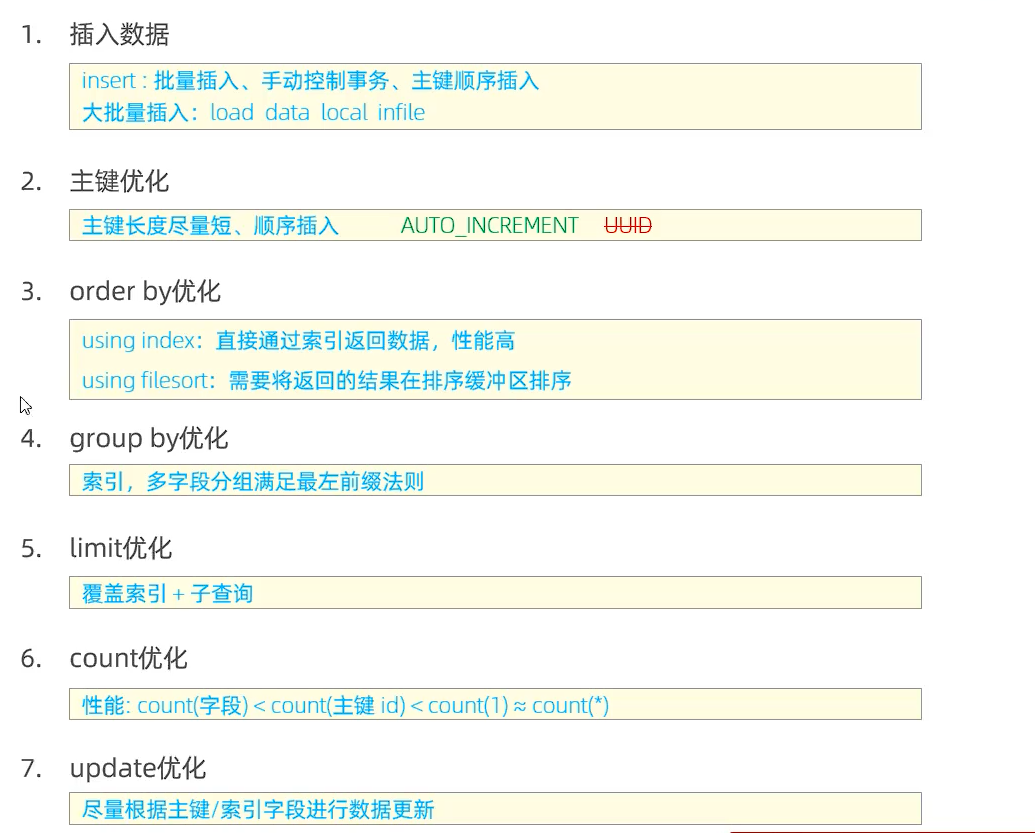 1. 插入数据
insert : 批量插入、手动控制事务、主键顺序插入
大批量插入：load data local infile
2. 主键优化
主键长度尽量短、顺序插入 AUTO_INCREMENT UUID
3. order by优化
using index：直接通过索引返回数据，性能高
using filesort：需要将返回的结果在排序缓冲区排序
4. group by优化
索引，多字段分组满足最左前缀法则
5. limit优化
覆盖索引 + 子查询
6. count优化
性能: count(字段) < count(主键 id) < count(1) ≈ count(*)
7. update优化
尽量根据主键/索引字段进行数据更新